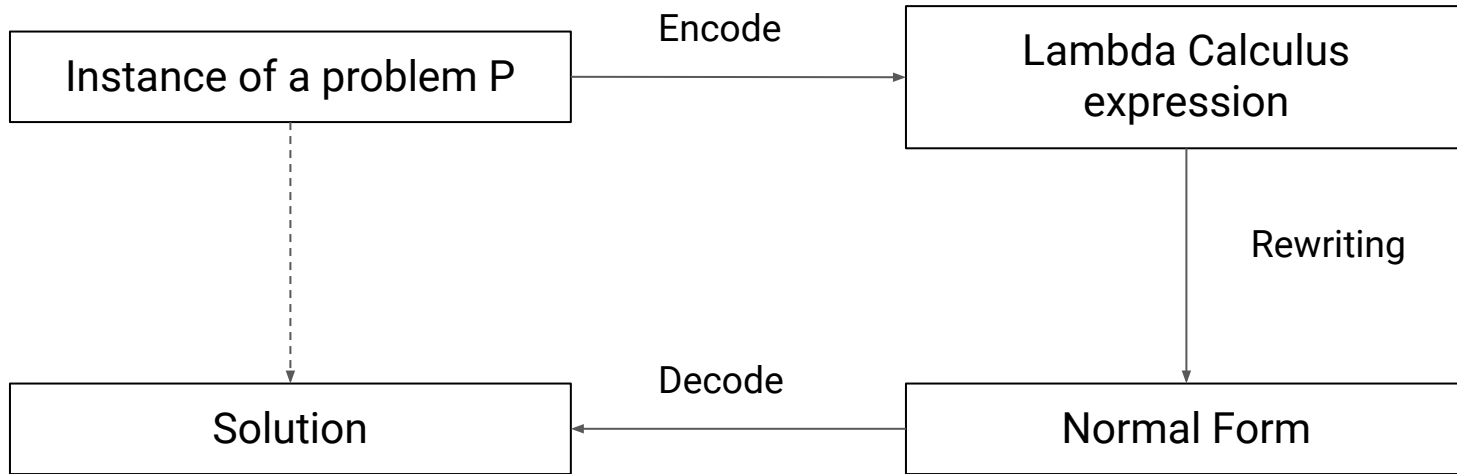 Encode
Instance of a problem P
Lambda Calculus
expression
Rewriting
Decode
Solution
Normal Form